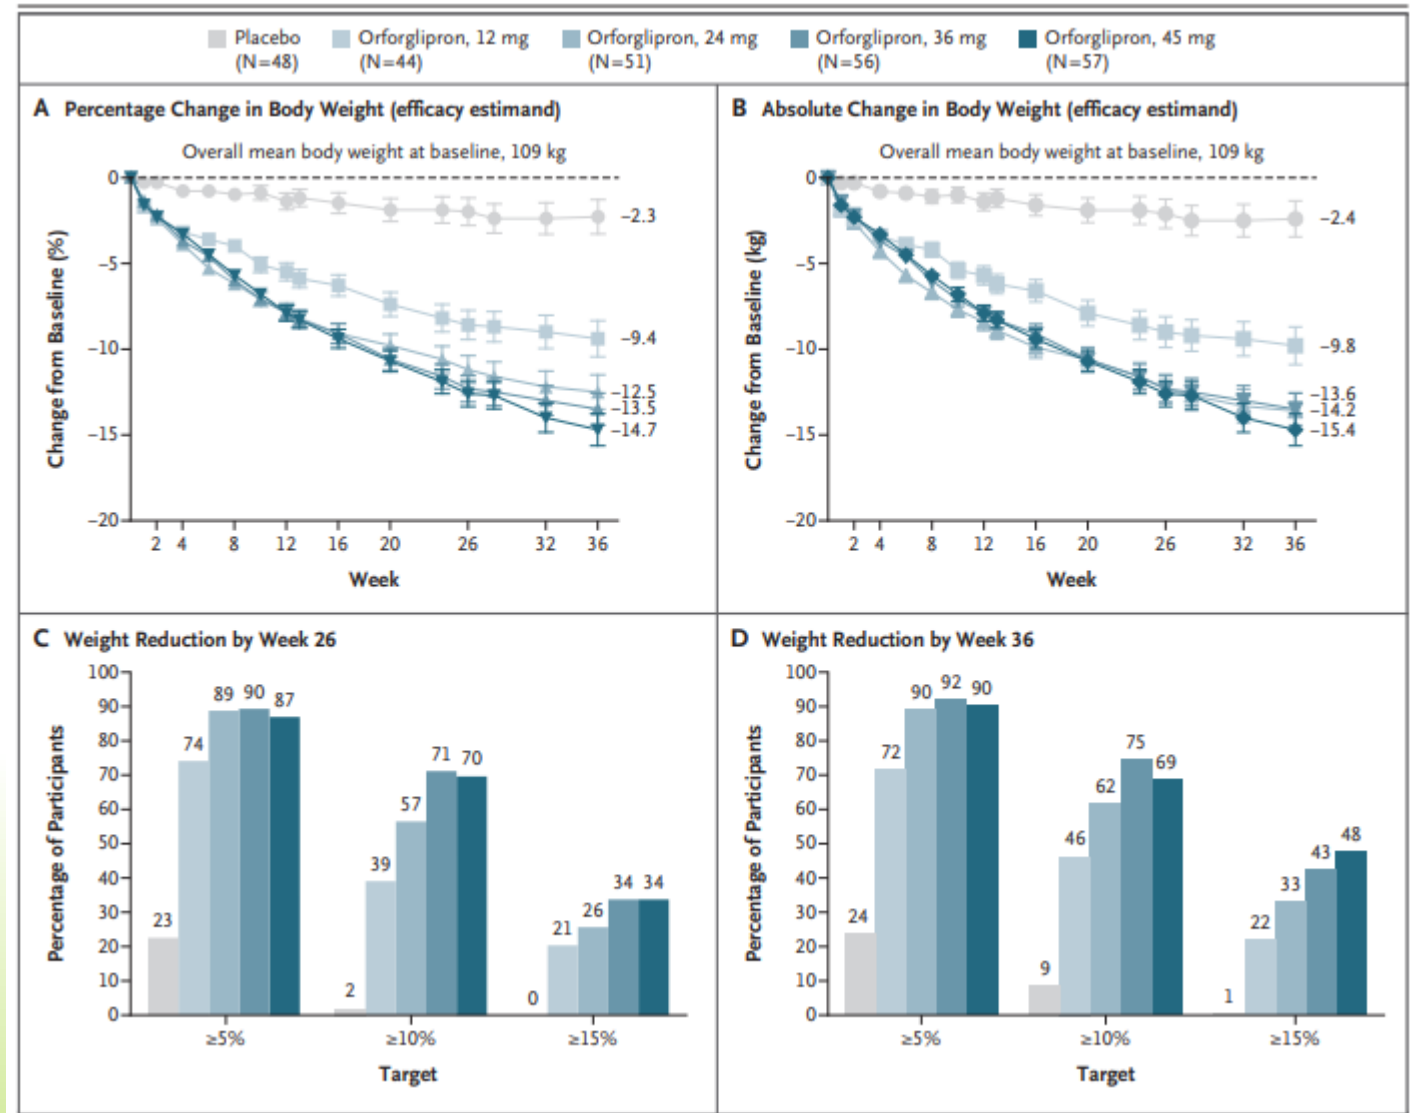 Placebo
(N=48)
Orforglipron, 12 mg
(N=44)
Orforglipron, 24 mg
(N=51)
Orforglipron, 36 mg
(N=56)
Orforglipron, 45 mg
(N=57)
A Percentage Change in Body Weight (efficacy estimand)
Overall mean body weight at baseline, 109 kg
Change from Baseline (%)
0
−5
−10
−15
−20
−2.3
−9.4
−12.5
−13.5
−14.7
2 4 8 12 16 20 26 32 36
Week
B Absolute Change in Body Weight (efficacy estimand)
Overall mean body weight at baseline, 109 kg
Change from Baseline (kg)
0
−5
−10
−15
−20
−2.4
−9.8
−13.6
−14.2
−15.4
2 4 8 12 16 20 26 32 36
Week
C Weight Reduction by Week 26
Percentage of Participants
100
90
80
70
60
50
40
30
20
10
0
23 74 89 90 87
2 39 57 71 70
0 21 26 34 34
≥5% ≥10% ≥15%
Target
D Weight Reduction by Week 36
Percentage of Participants
100
90
80
70
60
50
40
30
20
10
0
24 72 90 92 90
9 46 62 75 69
1 22 33 43 48
≥5% ≥10% ≥15%
Target